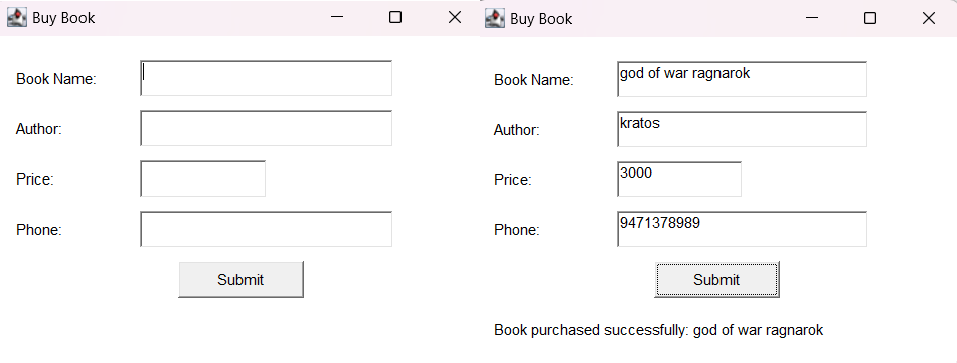 Buy Book
Book Name:
Author:
Price:
Phone:
Submit
Buy Book
Book Name: god of war ragnarok
Author: kratos
Price: 3000
Phone: 9471378989
Submit
Book purchased successfully: god of war ragnarok